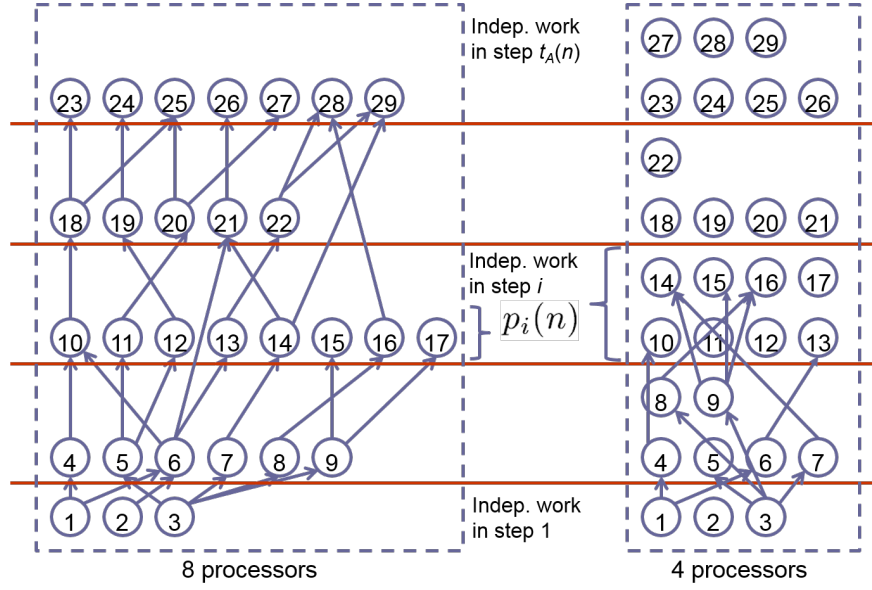 Indep. work
in step t_A(n)
27 28 29
23 24 25 26 27 28 29
23 24 25 26
22
18 19 20 21 22
18 19 20 21
Indep. work
in step i
p_i(n)
14 15 16 17
10 11 12 13 14 15 16 17
10 11 12 13
8 9
4 5 6 7 8 9
4 5 6 7
Indep. work
in step 1
1 2 3
1 2 3
8 processors
4 processors